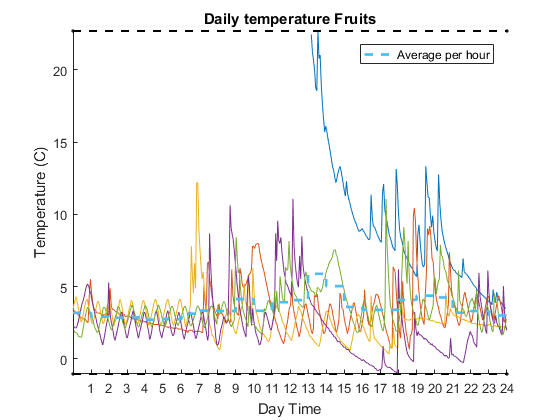 Daily temperature Fruits
Average per hour
Temperature (C)
20
15
10
5
0
1 2 3 4 5 6 7 8 9 10 11 12 13 14 15 16 17 18 19 20 21 22 23 24
Day Time